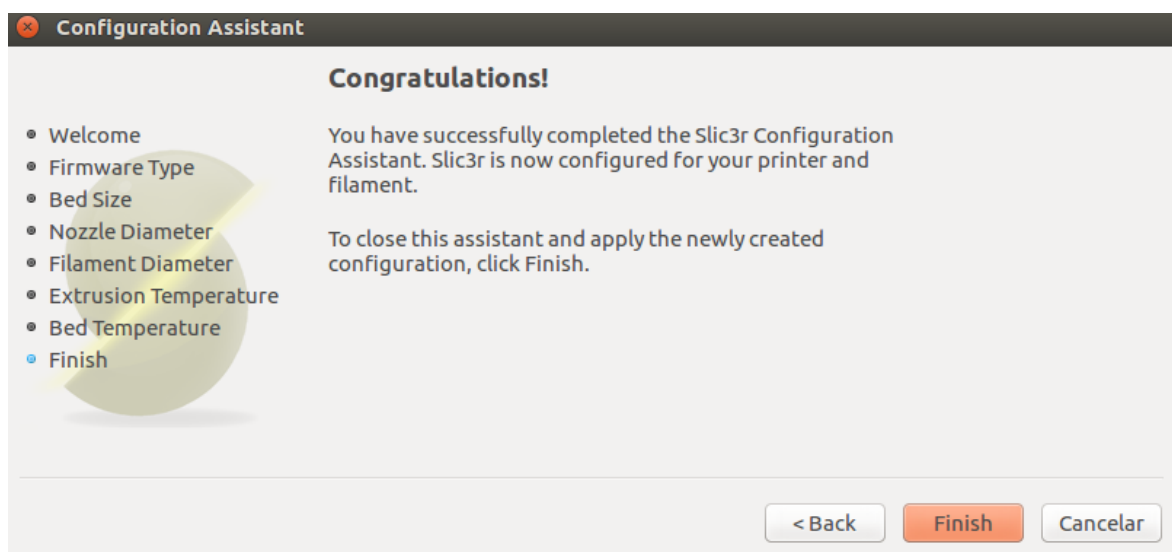 Configuration Assistant
Congratulations!
Welcome
Firmware Type
Bed Size
Nozzle Diameter
Filament Diameter
Extrusion Temperature
Bed Temperature
Finish
You have successfully completed the Slic3r Configuration
Assistant. Slic3r is now configured for your printer and
filament.
To close this assistant and apply the newly created
configuration, click Finish.
< Back
Finish
Cancelar